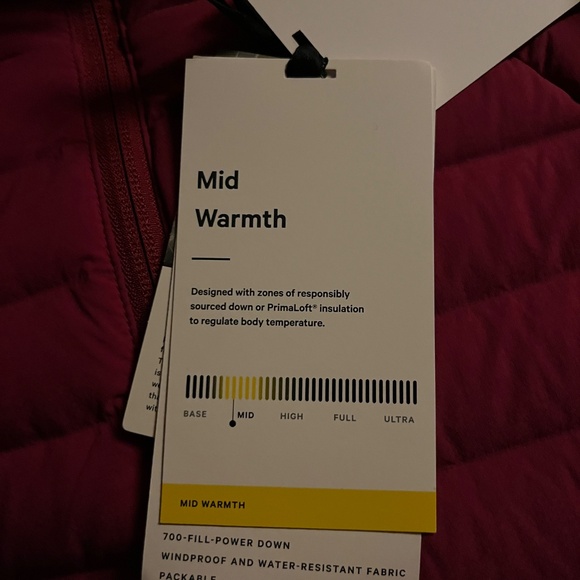 Mid
Warmth
Designed with zones of responsibly
sourced down or PrimaLoft® insulation
to regulate body temperature.
BASE MID HIGH FULL ULTRA
MID WARMTH
700-FILL-POWER DOWN
WINDPROOF AND WATER-RESISTANT FABRIC
PACKABLE